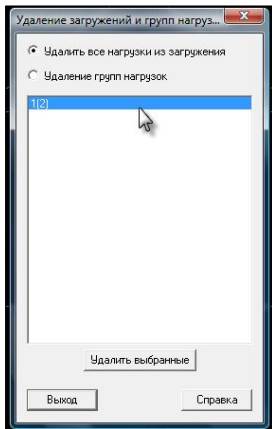 Удаление загружений и групп нагруз...
Удалить все нагрузки из загружения
Удаление групп нагрузок
1(2)
Удалить выбранные
Выход
Справка